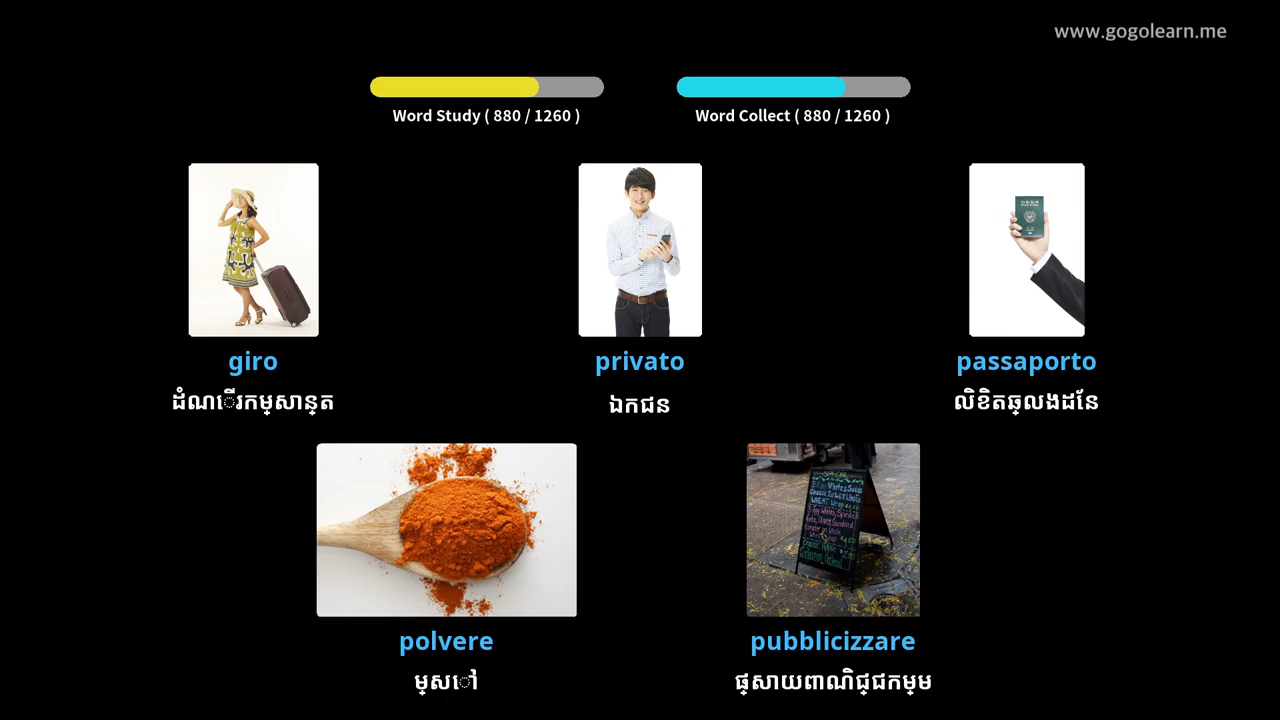 www.gogolearn.me
Word Study ( 880 / 1260 )
Word Collect ( 880 / 1260 )
giro
privato
passaporto
ដំណើរកម្សាន្ត
ឯកជន
លិខិតឆ្លងដែន
polvere
pubblicizzare
ម្សៅ
ផ្សាយពាណិជ្ជកម្ម